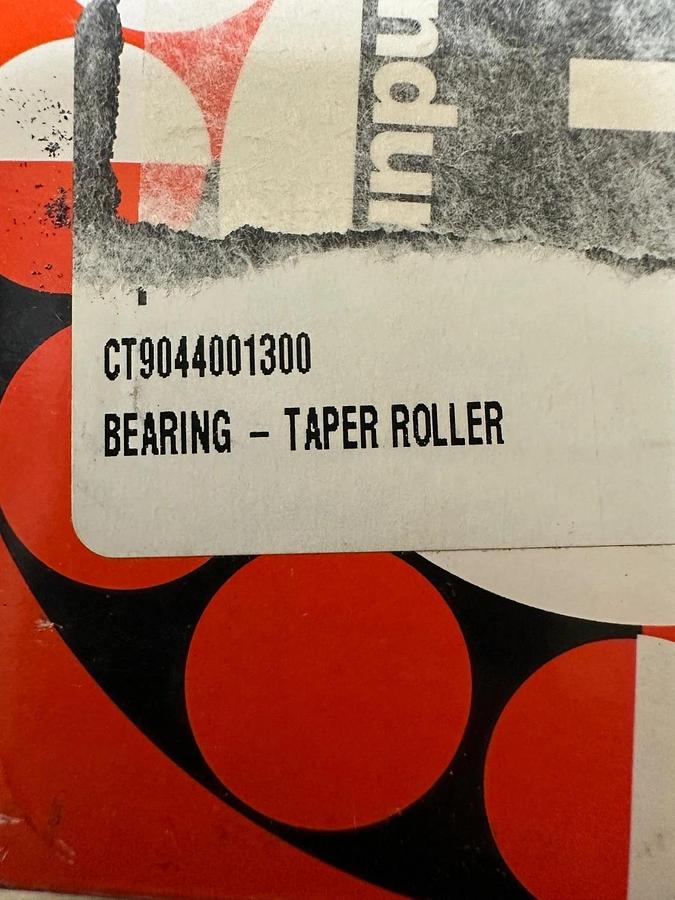 CT9044001300
BEARING – TAPER ROLLER